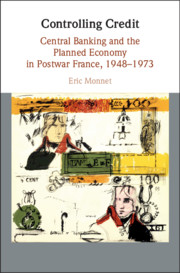 Controlling Credit
Central Banking and the
Planned Economy
in Postwar France, 1948–1973
Eric Monnet